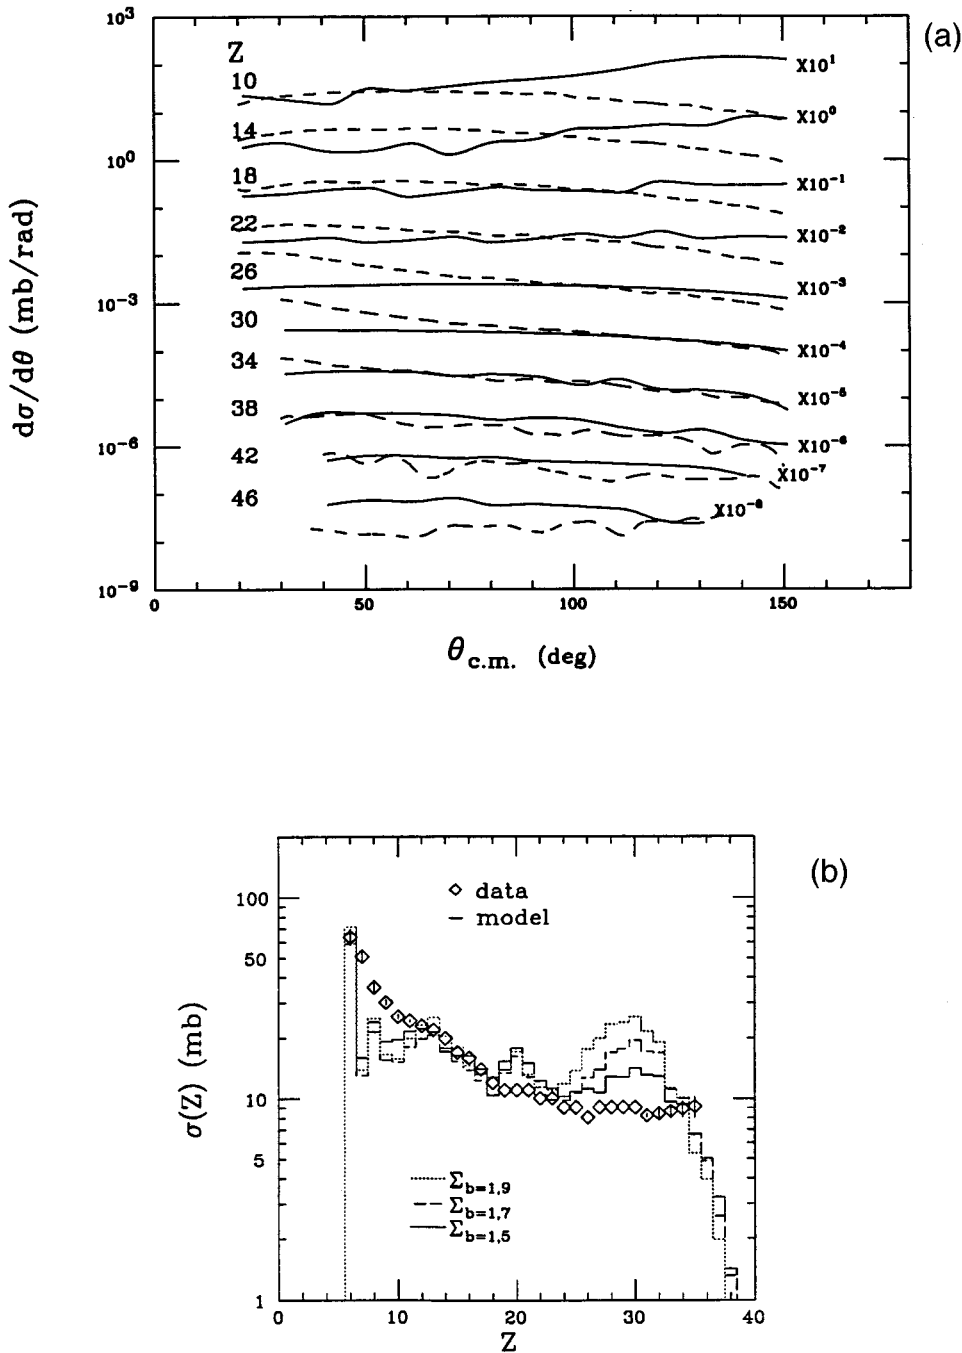 (a)
10³
10⁰
10⁻³
10⁻⁶
10⁻⁹
dσ/dθ (mb/rad)
Z
10
14
18
22
26
30
34
38
42
46
X10¹
X10⁰
X10⁻¹
X10⁻²
X10⁻³
X10⁻⁴
X10⁻⁵
X10⁻⁶
X10⁻⁷
X10⁻⁸
0 50 100 150
θc.m. (deg)
(b)
100
50
10
5
1
σ(Z) (mb)
◇ data
– model
Σb=1,9
Σb=1,7
Σb=1,5
0 10 20 30 40
Z